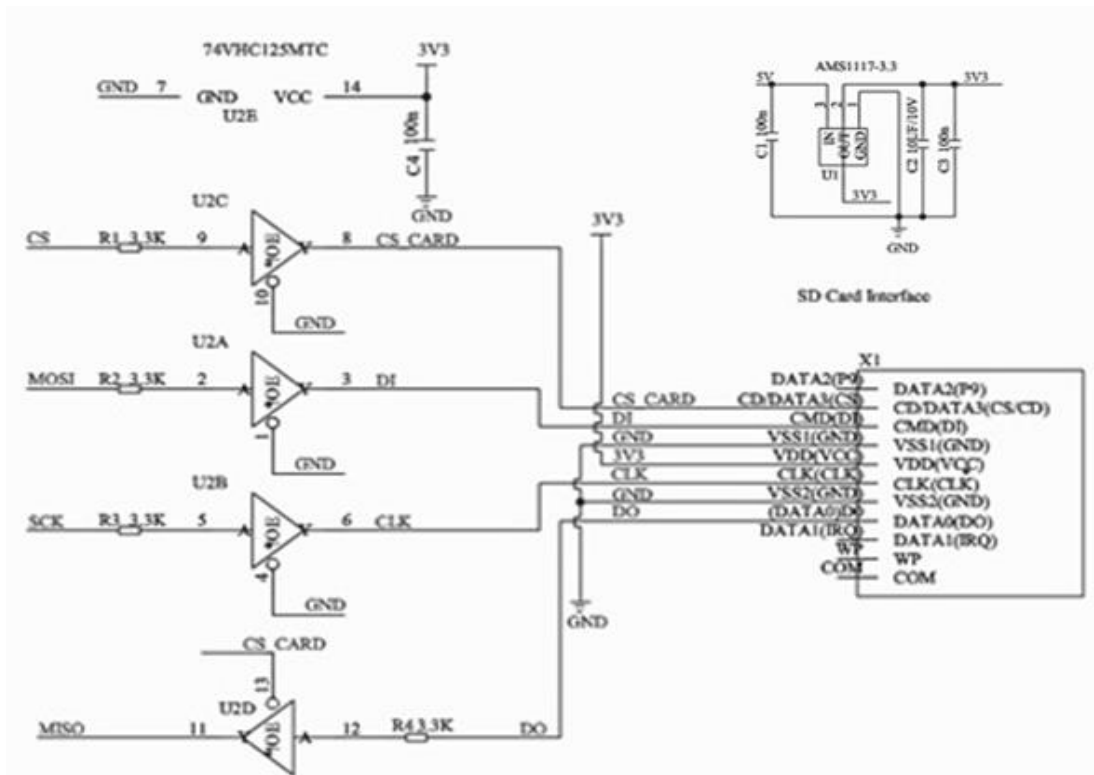 74VHC125MTC
3V3
GND 7 GND VCC 14
U2E
C4 100n
GND
AMS1117-3.3
5V
3V3
3 2 1
C1 100n
IN
OUT
GND
U1
C2 10UF/10V
C3 100n
3V3
GND
SD Card Interface
U2C
CS R1 3.3K 9 A OE Y 8 CS_CARD
10
GND
U2A
MOSI R2 3.3K 2 A OE Y 3 DI
1
GND
U2B
SCK R3 3.3K 5 A OE Y 6 CLK
4
GND
CS_CARD
13
U2D
MISO 11 Y OE A 12 R4 3.3K DO
3V3
X1
DATA2(P9) DATA2(P9)
CS_CARD CD/DATA3(CS) CD/DATA3(CS/CD)
DI CMD(DI) CMD(DI)
GND VSS1(GND) VSS1(GND)
3V3 VDD(VCC) VDD(VCC)
CLK CLK(CLK) CLK(CLK)
GND VSS2(GND) VSS2(GND)
DO (DATA0)DO DATA0(DO)
DATA1(IRQ) DATA1(IRQ)
WP WP
COM COM
GND